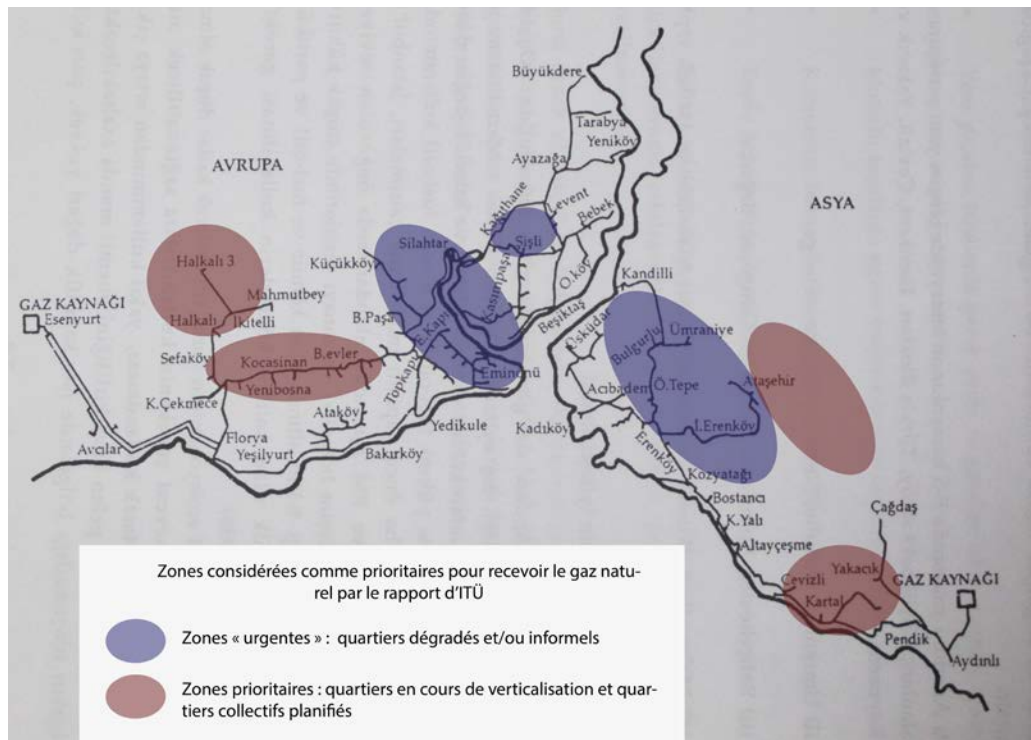 Büyükdere
Tarabya
Yeniköy
Ayazağa
AVRUPA
ASYA
Kağıthane
Levent
Bebek
Silahtar
Şişli
Halkalı 3
Küçükköy
Kasımpaşa
O.köy
Kandilli
Mahmutbey
GAZ KAYNAĞI
Esenyurt
Halkalı
İkitelli
B.Paşa
E.Kapı
Beşiktaş
Üsküdar
Bulgurlu
Ümraniye
Sefaköy
Kocasinan
B.evler
Topkapı
Eminönü
Yenibosna
Acıbadem
Ö.Tepe
Ataşehir
K.Çekmece
Ataköy
İ.Erenköy
Avcılar
Florya
Yeşilyurt
Bakırköy
Yedikule
Kadıköy
Erenköy
Kozyatağı
Bostancı
K.Yalı
Altayçeşme
Çağdaş
Cevizli
Yakacık
GAZ KAYNAĞI
Kartal
Pendik
Aydınlı
Zones considérées comme prioritaires pour recevoir le gaz natu-
rel par le rapport d'ITÜ
Zones « urgentes » : quartiers dégradés et/ou informels
Zones prioritaires : quartiers en cours de verticalisation et quar-
tiers collectifs planifiés